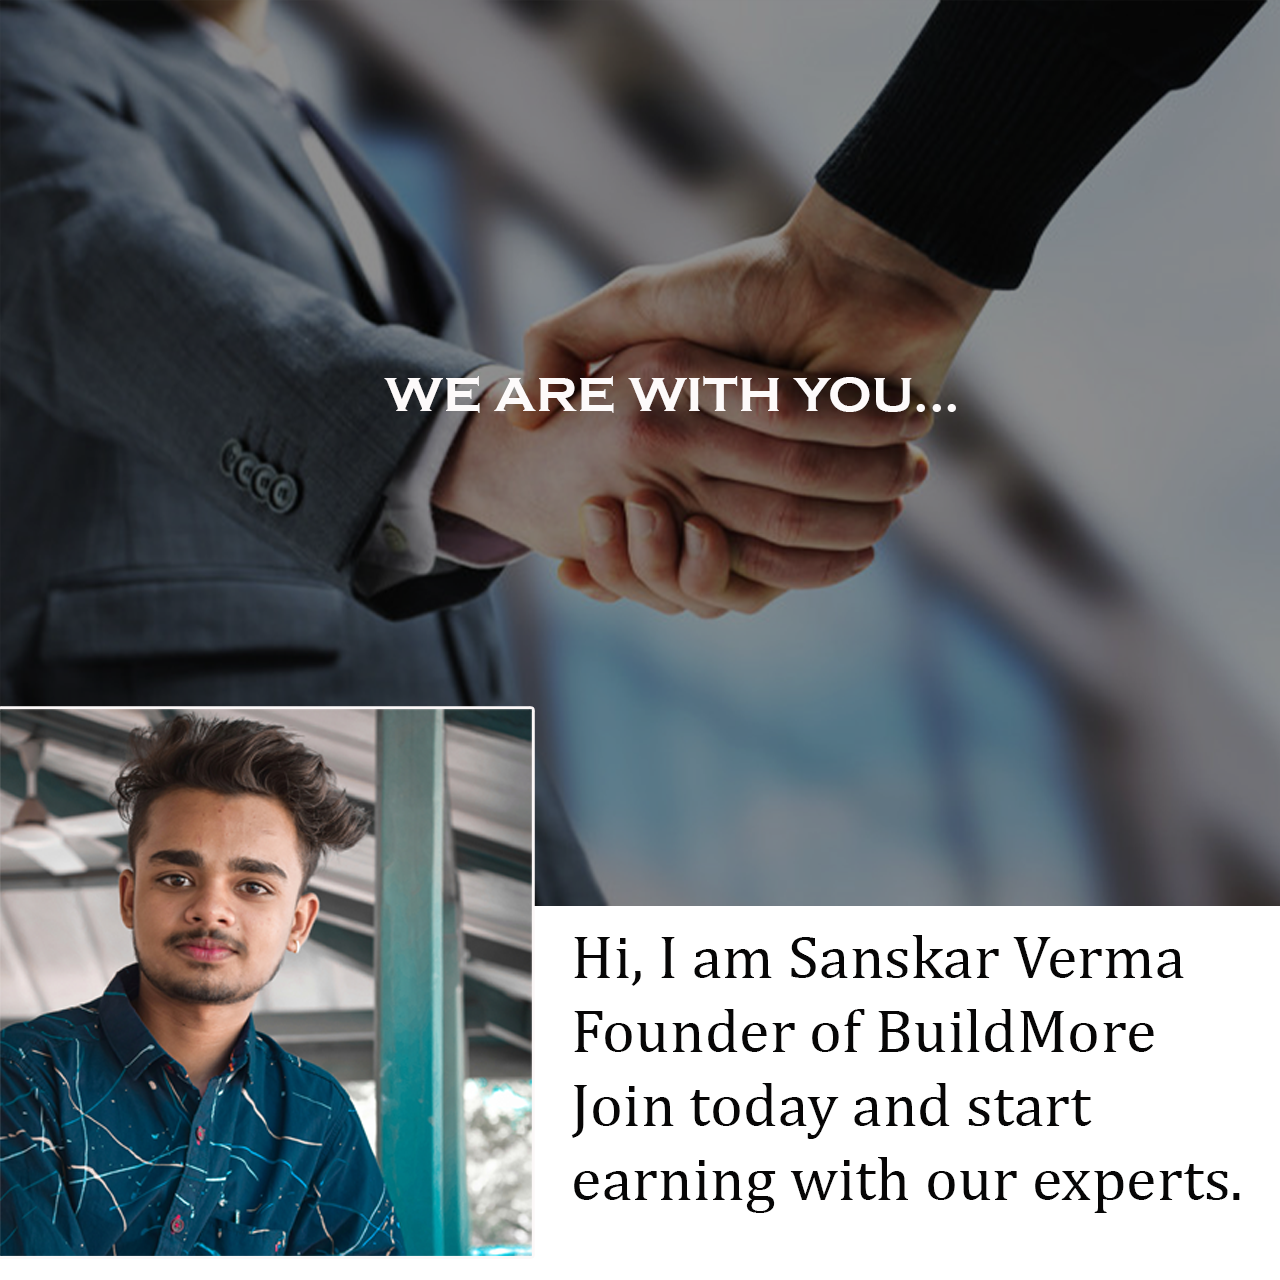 WE ARE WITH YOU...
Hi, I am Sanskar Verma
Founder of BuildMore
Join today and start
earning with our experts.